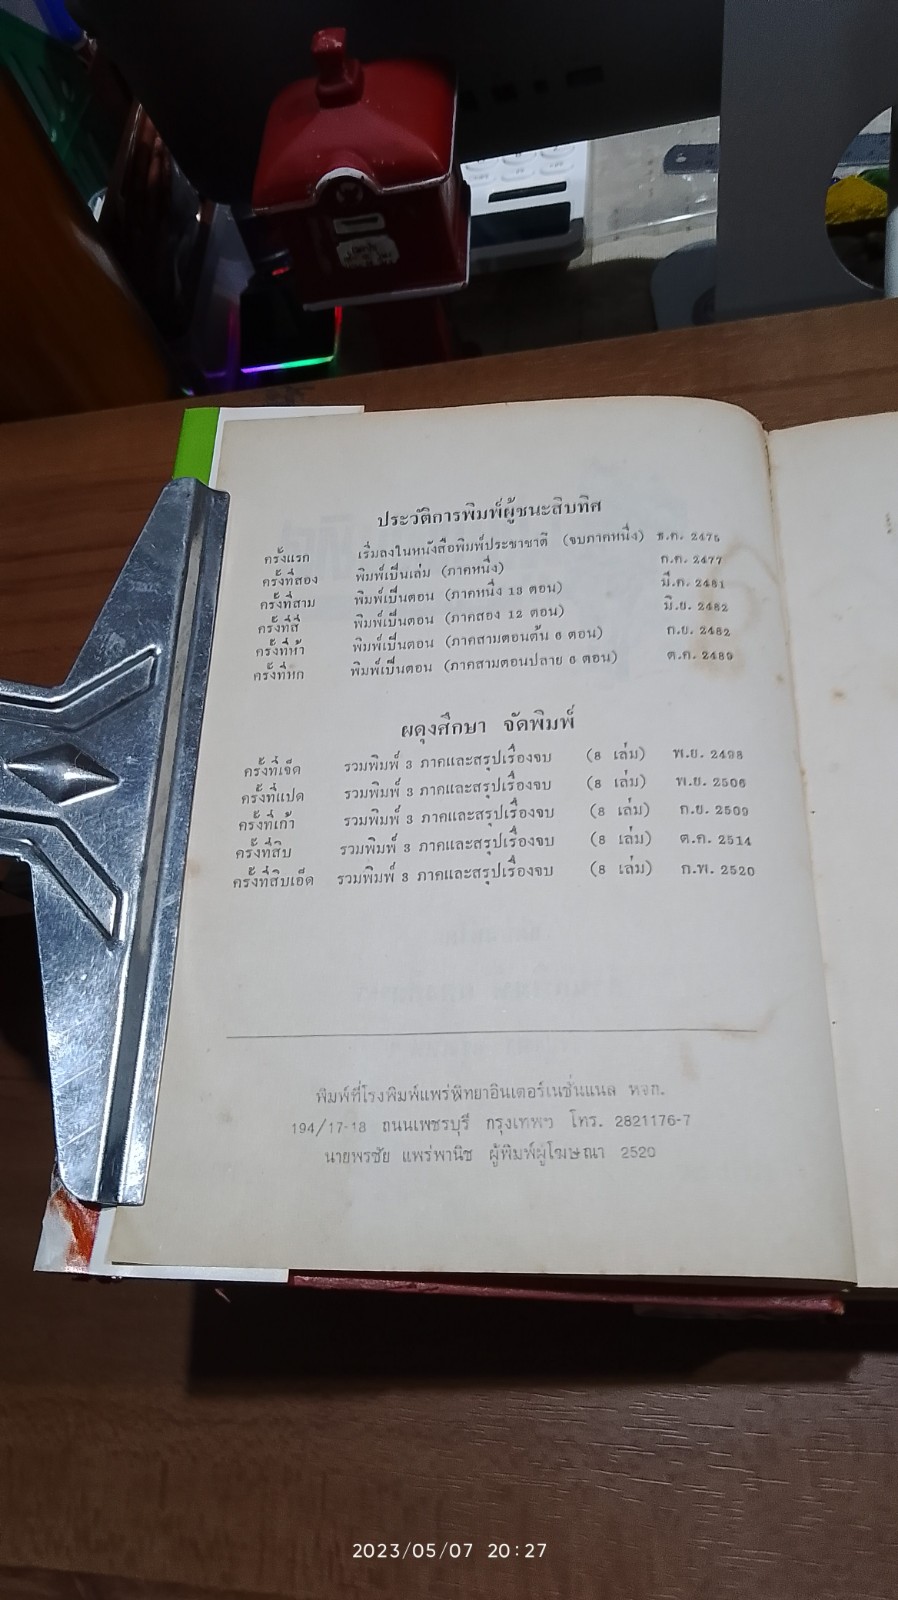 ประวัติการพิมพ์ผู้ชนะสิบทิศ
ครั้งแรก เริ่มลงในหนังสือพิมพ์ประชาชาติ (จบภาคหนึ่ง) ธ.ค. 2475
ครั้งที่สอง พิมพ์เป็นเล่ม (ภาคหนึ่ง) ก.ค. 2477
ครั้งที่สาม พิมพ์เป็นตอน (ภาคหนึ่ง 13 ตอน) มี.ค. 2481
ครั้งที่สี่ พิมพ์เป็นตอน (ภาคสอง 12 ตอน) มิ.ย. 2482
ครั้งที่ห้า พิมพ์เป็นตอน (ภาคสามตอนต้น 6 ตอน) ก.ย. 2482
ครั้งที่หก พิมพ์เป็นตอน (ภาคสามตอนปลาย 6 ตอน) ต.ค. 2489
ผดุงศึกษา จัดพิมพ์
ครั้งที่เจ็ด รวมพิมพ์ 3 ภาคและสรุปเรื่องจบ (8 เล่ม) พ.ย. 2498
ครั้งที่แปด รวมพิมพ์ 3 ภาคและสรุปเรื่องจบ (8 เล่ม) พ.ย. 2506
ครั้งที่เก้า รวมพิมพ์ 3 ภาคและสรุปเรื่องจบ (8 เล่ม) ก.ย. 2509
ครั้งที่สิบ รวมพิมพ์ 3 ภาคและสรุปเรื่องจบ (8 เล่ม) ต.ค. 2514
ครั้งที่สิบเอ็ด รวมพิมพ์ 3 ภาคและสรุปเรื่องจบ (8 เล่ม) ก.พ. 2520
พิมพ์ที่โรงพิมพ์แพร่พิทยาอินเตอร์เนชั่นแนล หจก.
194/17-18 ถนนเพชรบุรี กรุงเทพฯ โทร. 2821176-7
นายพรชัย แพร่พานิช ผู้พิมพ์ผู้โฆษณา 2520
2023/05/07 20:27